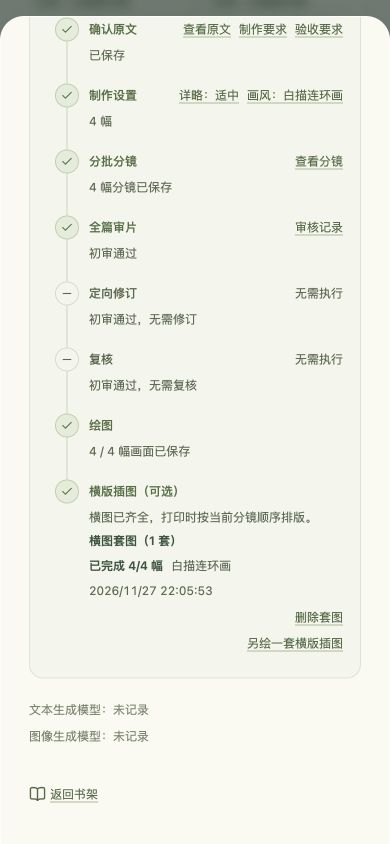 确认原文 查看原文 制作要求 验收要求
已保存
制作设置 详略：适中 画风：白描连环画
4 幅
分批分镜 查看分镜
4 幅分镜已保存
全篇审片 审核记录
初审通过
定向修订 无需执行
初审通过，无需修订
复核 无需执行
初审通过，无需复核
绘图
4 / 4 幅画面已保存
横版插图（可选）
横图已齐全，打印时按当前分镜顺序排版。
横图套图（1 套）
已完成 4/4 幅 白描连环画
2026/11/27 22:05:53
删除套图
另绘一套横版插图
文本生成模型：未记录
图像生成模型：未记录
返回书架